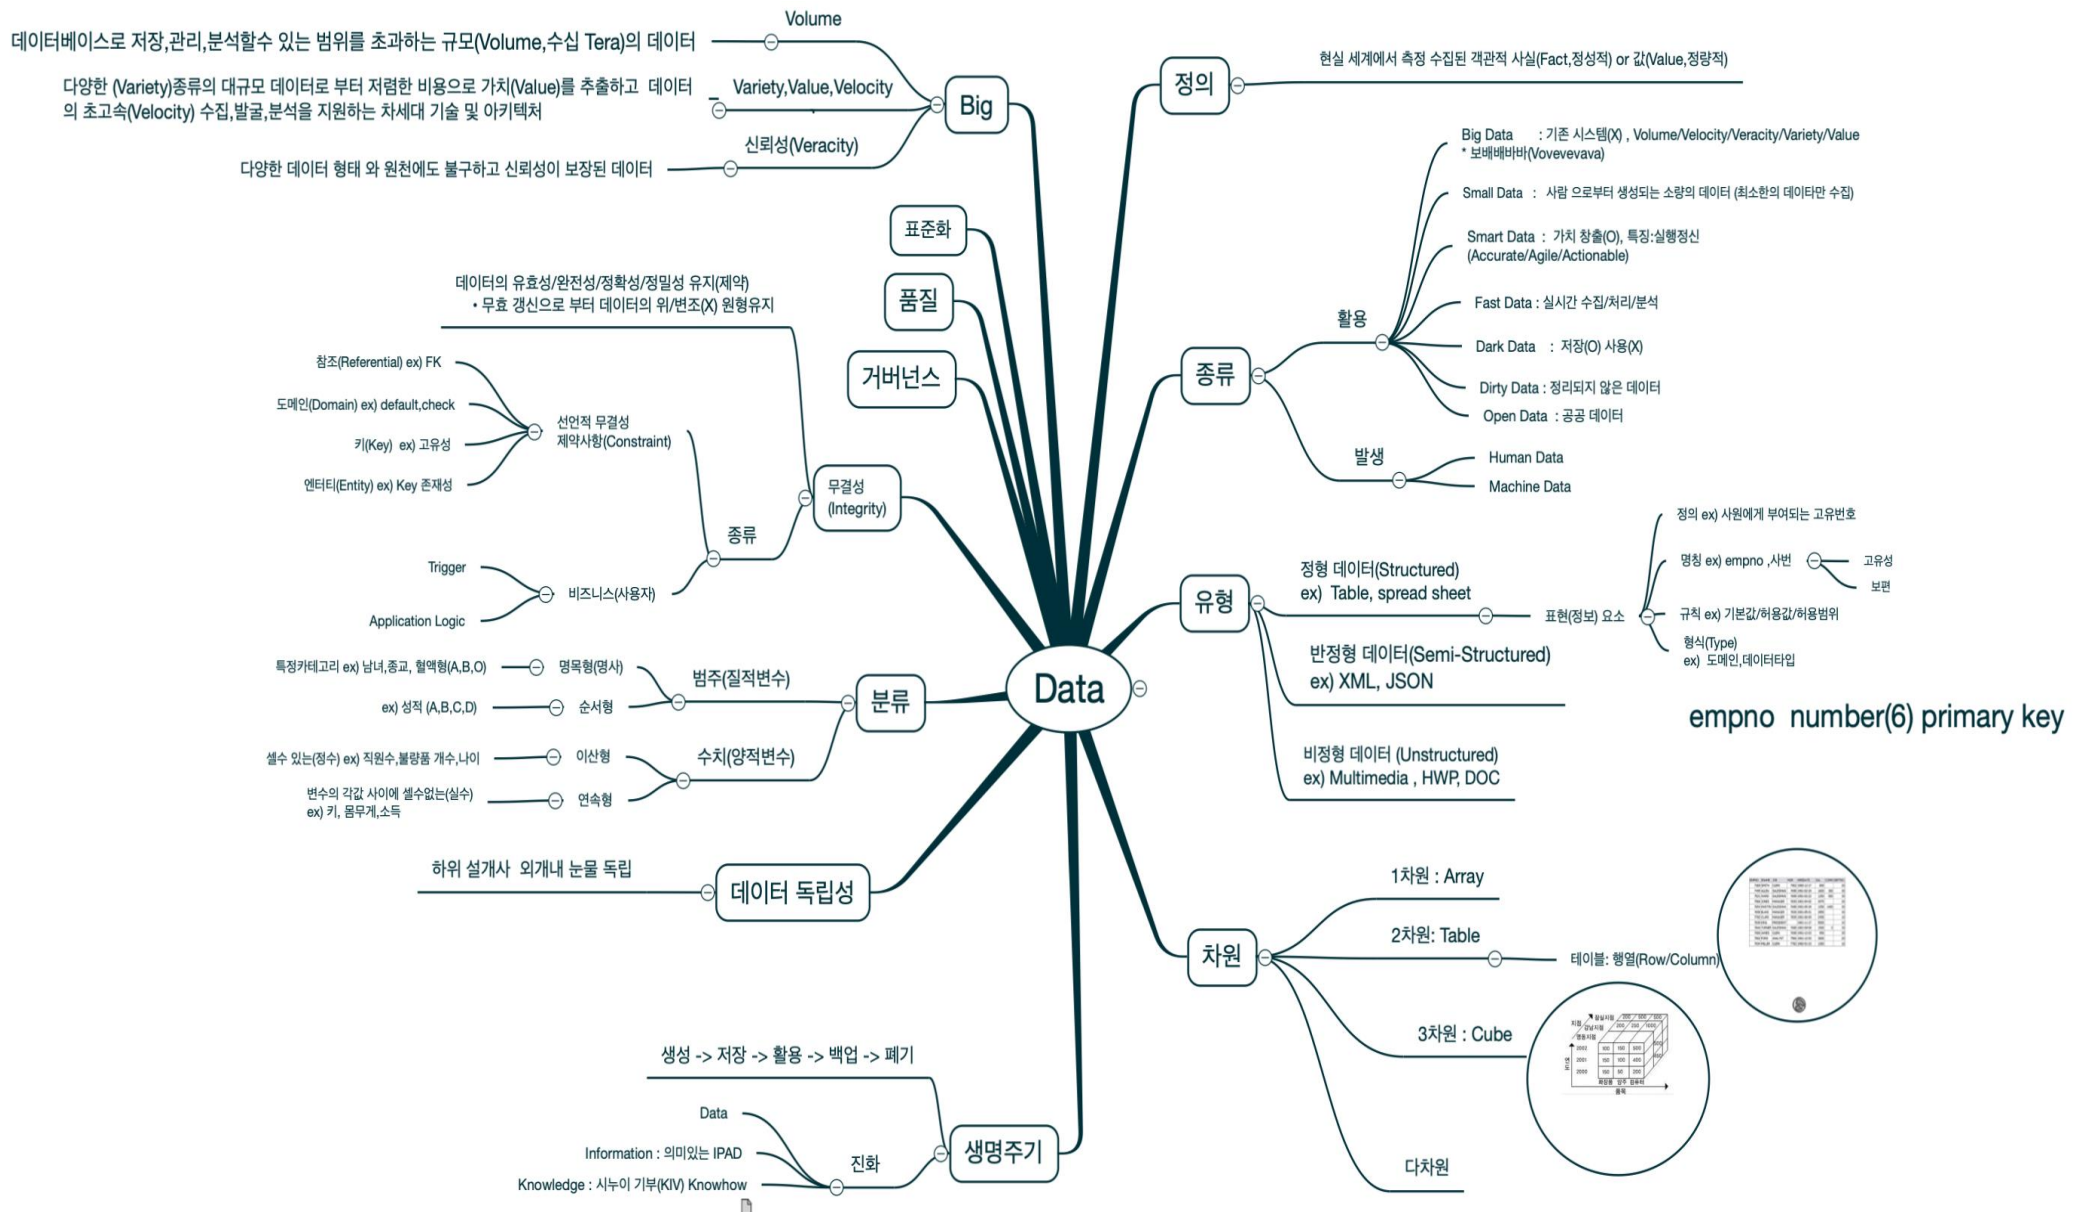 Data
정의
현실 세계에서 측정 수집된 객관적 사실(Fact,정성적) or 값(Value,정량적)
종류
활용
Big Data : 기존 시스템(X) , Volume/Velocity/Veracity/Variety/Value
* 보배배바바(Vovevevava)
Small Data : 사람 으로부터 생성되는 소량의 데이터 (최소한의 데이타만 수집)
Smart Data : 가치 창출(O), 특징:실행정신
(Accurate/Agile/Actionable)
Fast Data : 실시간 수집/처리/분석
Dark Data : 저장(O) 사용(X)
Dirty Data : 정리되지 않은 데이터
Open Data : 공공 데이터
발생
Human Data
Machine Data
유형
정형 데이터(Structured)
ex) Table, spread sheet
표현(정보) 요소
정의 ex) 사원에게 부여되는 고유번호
명칭 ex) empno ,사번
고유성
보편
규칙 ex) 기본값/허용값/허용범위
형식(Type)
ex) 도메인,데이터타입
반정형 데이터(Semi-Structured)
ex) XML, JSON
비정형 데이터 (Unstructured)
ex) Multimedia , HWP, DOC
empno number(6) primary key
차원
1차원 : Array
2차원: Table
테이블: 행열(Row/Column)
3차원 : Cube
다차원
Big
Volume
데이터베이스로 저장,관리,분석할수 있는 범위를 초과하는 규모(Volume,수십 Tera)의 데이터
Variety,Value,Velocity
다양한 (Variety)종류의 대규모 데이터로 부터 저렴한 비용으로 가치(Value)를 추출하고 데이터
의 초고속(Velocity) 수집,발굴,분석을 지원하는 차세대 기술 및 아키텍처
신뢰성(Veracity)
다양한 데이터 형태 와 원천에도 불구하고 신뢰성이 보장된 데이터
표준화
품질
거버넌스
무결성
(Integrity)
데이터의 유효성/완전성/정확성/정밀성 유지(제약)
• 무효 갱신으로 부터 데이터의 위/변조(X) 원형유지
종류
선언적 무결성
제약사항(Constraint)
참조(Referential) ex) FK
도메인(Domain) ex) default,check
키(Key) ex) 고유성
엔터티(Entity) ex) Key 존재성
비즈니스(사용자)
Trigger
Application Logic
분류
범주(질적변수)
명목형(명사)
특정카테고리 ex) 남녀,종교, 혈액형(A,B,O)
순서형
ex) 성적 (A,B,C,D)
수치(양적변수)
이산형
셀수 있는(정수) ex) 직원수,불량품 개수,나이
연속형
변수의 각값 사이에 셀수없는(실수)
ex) 키, 몸무게,소득
데이터 독립성
하위 설개사 외개내 눈물 독립
생명주기
생성 -> 저장 -> 활용 -> 백업 -> 폐기
진화
Data
Information : 의미있는 IPAD
Knowledge : 시누이 기부(KIV) Knowhow